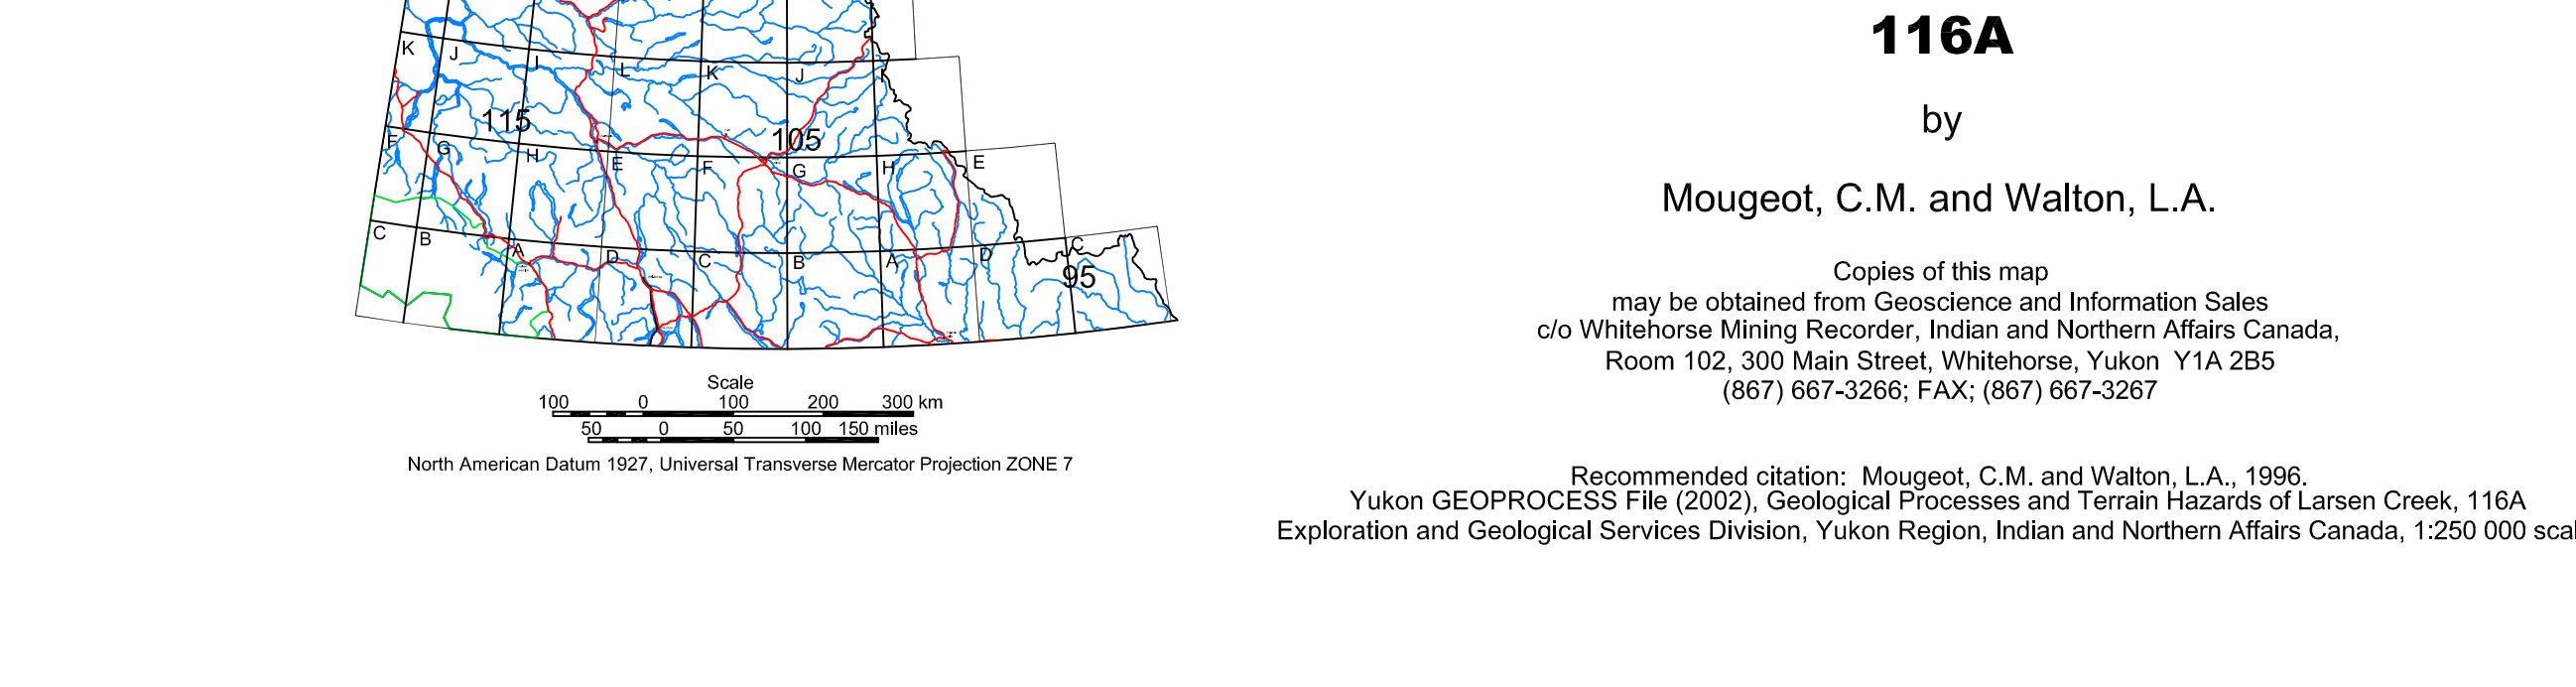 K
J
I
L
K
J
I
115
105
F
G
H
E
F
G
H
E
C
B
A
D
C
B
A
D
C
95
Scale
100 0 100 200 300 km
50 0 50 100 150 miles
North American Datum 1927, Universal Transverse Mercator Projection ZONE 7
116A
by
Mougeot, C.M. and Walton, L.A.
Copies of this map
may be obtained from Geoscience and Information Sales
c/o Whitehorse Mining Recorder, Indian and Northern Affairs Canada,
Room 102, 300 Main Street, Whitehorse, Yukon Y1A 2B5
(867) 667-3266; FAX; (867) 667-3267
Recommended citation: Mougeot, C.M. and Walton, L.A., 1996.
Yukon GEOPROCESS File (2002), Geological Processes and Terrain Hazards of Larsen Creek, 116A
Exploration and Geological Services Division, Yukon Region, Indian and Northern Affairs Canada, 1:250 000 scal